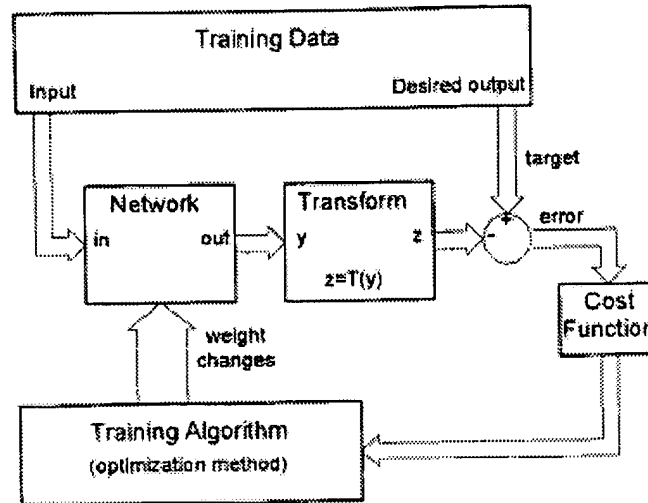 Training Data
Input
Desired output
target
Network
in
out
Transform
y
z
z=T(y)
+
-
error
Cost
Function
weight
changes
Training Algorithm
(optimization method)